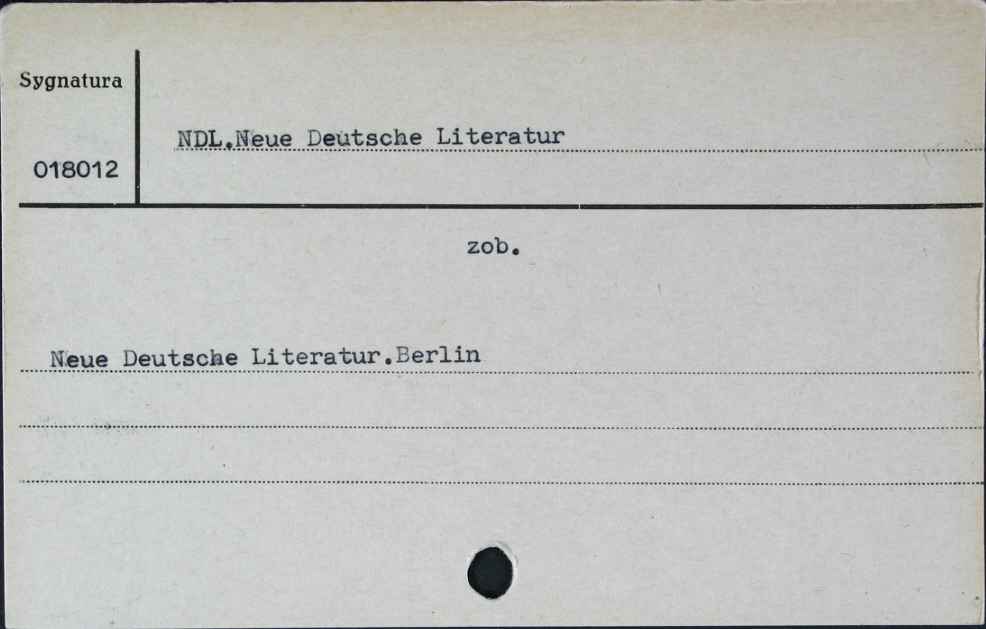 Sygnatura
NDL.Neue Deutsche Literatur
018012
zob.
Neue Deutsche Literatur.Berlin